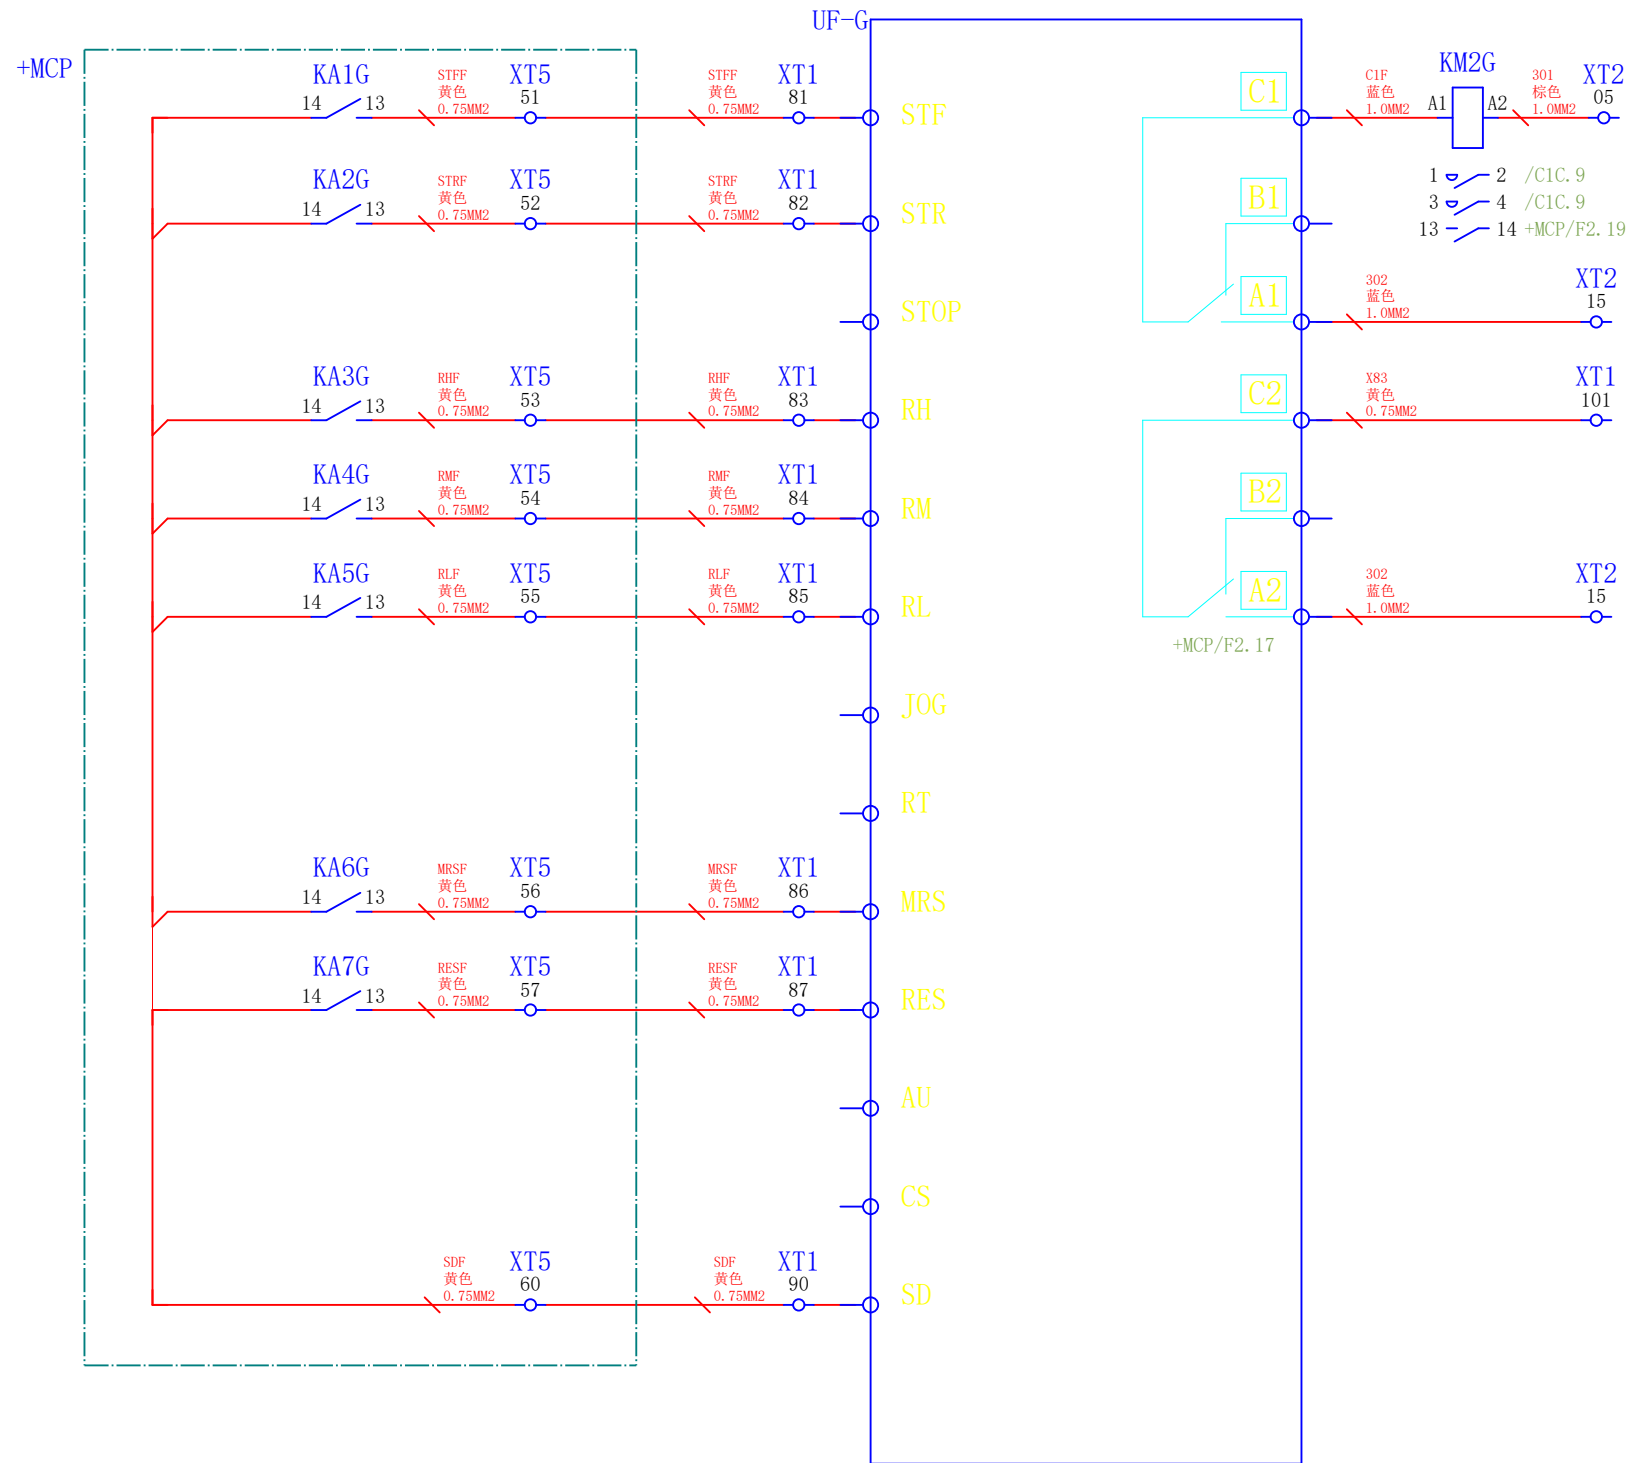 UF-G
+MCP
KA1G
14 13
STFF
黄色
0.75MM2
XT5
51
STFF
黄色
0.75MM2
XT1
81
STF
C1
C1F
蓝色
1.0MM2
KM2G
A1 A2
301
棕色
1.0MM2
XT2
05
1 2 /C1C.9
3 4 /C1C.9
13 14 +MCP/F2.19
KA2G
14 13
STRF
黄色
0.75MM2
XT5
52
STRF
黄色
0.75MM2
XT1
82
STR
B1
STOP
A1
302
蓝色
1.0MM2
XT2
15
KA3G
14 13
RHF
黄色
0.75MM2
XT5
53
RHF
黄色
0.75MM2
XT1
83
RH
C2
X83
黄色
0.75MM2
XT1
101
KA4G
14 13
RMF
黄色
0.75MM2
XT5
54
RMF
黄色
0.75MM2
XT1
84
RM
B2
KA5G
14 13
RLF
黄色
0.75MM2
XT5
55
RLF
黄色
0.75MM2
XT1
85
RL
A2
302
蓝色
1.0MM2
XT2
15
+MCP/F2.17
JOG
RT
KA6G
14 13
MRSF
黄色
0.75MM2
XT5
56
MRSF
黄色
0.75MM2
XT1
86
MRS
KA7G
14 13
RESF
黄色
0.75MM2
XT5
57
RESF
黄色
0.75MM2
XT1
87
RES
AU
CS
SDF
黄色
0.75MM2
XT5
60
SDF
黄色
0.75MM2
XT1
90
SD